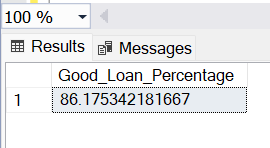 100 %
Results Messages
Good_Loan_Percentage
1 86.175342181667